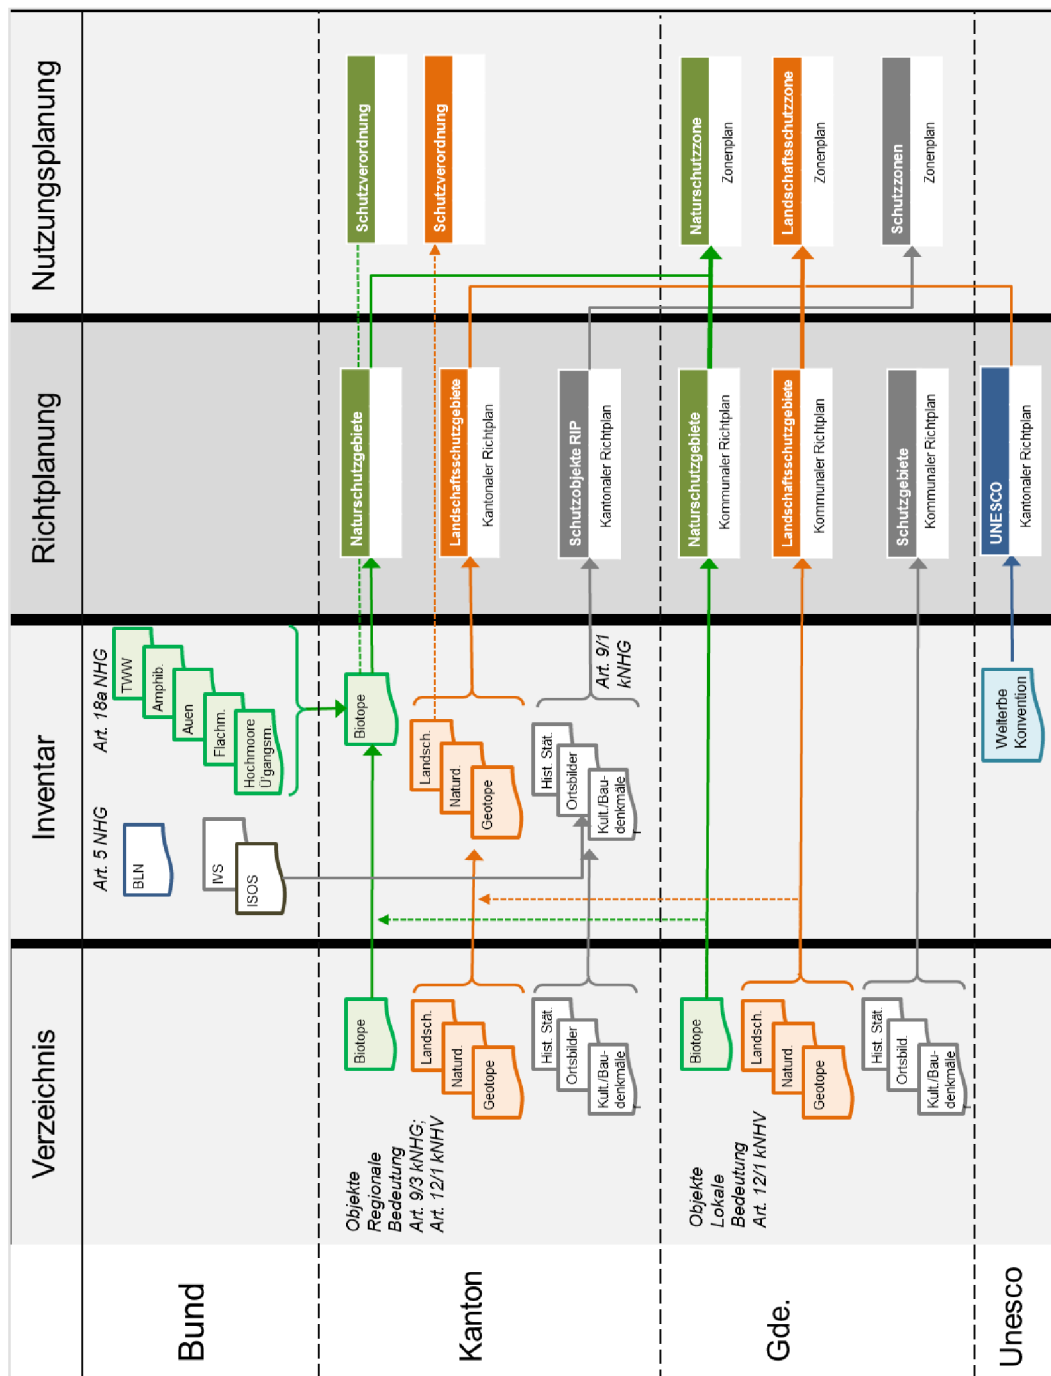 Verzeichnis
Inventar
Richtplanung
Nutzungsplanung
Bund
Art. 5 NHG
BLN
IVS
ISOS
Art. 18a NHG
TWW
Amphib.
Auen
Flachm.
Hochmoore
Ü'gangsm.
Kanton
Objekte
Regionale
Bedeutung
Art. 9/3 kNHG;
Art. 12/1 kNHV
Biotope
Landsch.
Naturd.
Geotope
Hist. Stät.
Ortsbilder
Kult./Bau-
denkmäle
Biotope
Landsch.
Naturd.
Geotope
Hist. Stät.
Ortsbilder
Kult./Bau-
denkmäle
Art. 9/1
kNHG
Naturschutzgebiete
Landschaftsschutzgebiete
Kantonaler Richtplan
Schutzobjekte RIP
Kantonaler Richtplan
Schutzverordnung
Schutzverordnung
Gde.
Objekte
Lokale
Bedeutung
Art. 12/1 kNHV
Biotope
Landsch.
Naturd.
Geotope
Hist. Stät.
Ortsbild.
Kult./Bau-
denkmäle
Naturschutzgebiete
Kommunaler Richtplan
Landschaftsschutzgebiete
Kommunaler Richtplan
Schutzgebiete
Kommunaler Richtplan
Naturschutzzone
Zonenplan
Landschaftsschutzzone
Zonenplan
Schutzzonen
Zonenplan
Unesco
Welterbe
Konvention
UNESCO
Kantonaler Richtplan